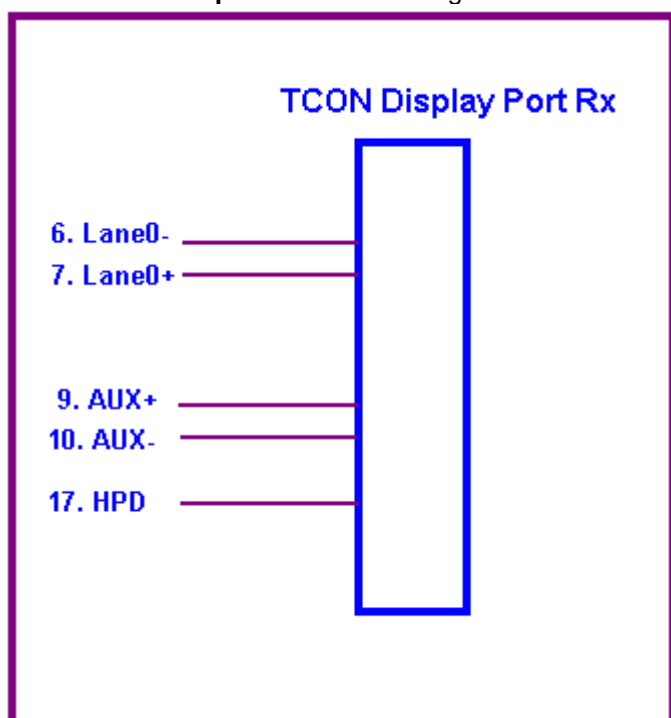 TCON Display Port Rx
6. Lane0-
7. Lane0+
9. AUX+
10. AUX-
17. HPD